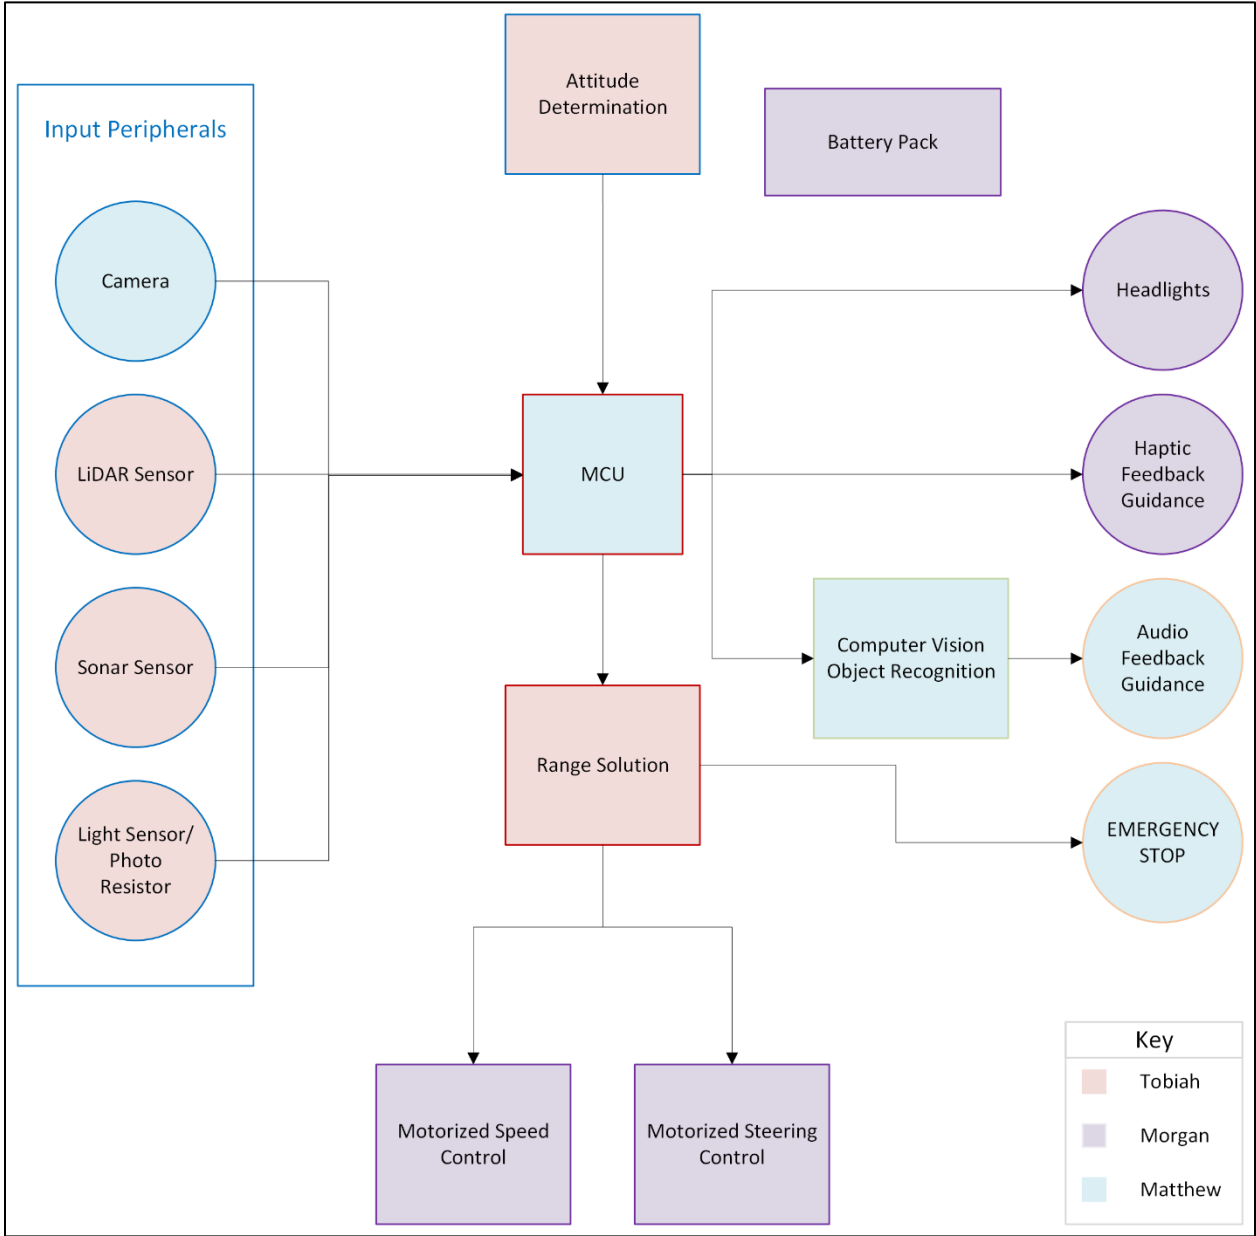 Attitude
Determination
Battery Pack
Input Peripherals
Camera
Headlights
LiDAR Sensor
MCU
Haptic
Feedback
Guidance
Sonar Sensor
Computer Vision
Object Recognition
Audio
Feedback
Guidance
Range Solution
Light Sensor/
Photo
Resistor
EMERGENCY
STOP
Motorized Speed
Control
Motorized Steering
Control
Key
Tobiah
Morgan
Matthew